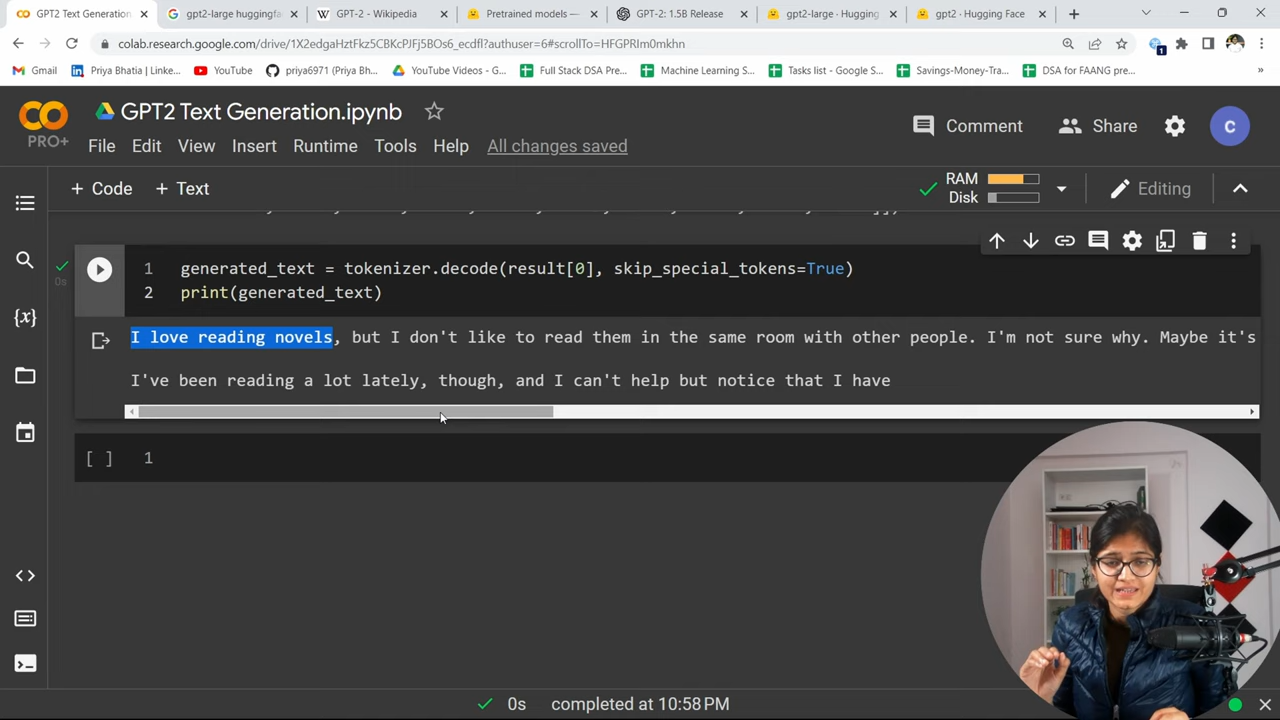 GPT2 Text Generation.ipynb
gpt2-large huggingfa
GPT-2 - Wikipedia
Pretrained models —
GPT-2: 1.5B Release
gpt2-large · Hugging
gpt2 · Hugging Face
colab.research.google.com/drive/1X2edgaHztFkz5CBKcPJFj5BOs6_ecdfl?authuser=6#scrollTo=HFGPRIm0mkhn
1
Gmail
Priya Bhatia | Linke...
YouTube
priya6971 (Priya Bh...
YouTube Videos - G...
Full Stack DSA Pre...
Machine Learning S...
Tasks list - Google S...
Savings-Money-Tra...
DSA for FAANG pre...
»
CO
PRO+
GPT2 Text Generation.ipynb
File Edit View Insert Runtime Tools Help All changes saved
Comment
Share
C
+ Code + Text
RAM
Disk
Editing
{x}
0s
1 generated_text = tokenizer.decode(result[0], skip_special_tokens=True)
2 print(generated_text)
I love reading novels, but I don't like to read them in the same room with other people. I'm not sure why. Maybe it's
I've been reading a lot lately, though, and I can't help but notice that I have
[ ] 1
0s completed at 10:58 PM